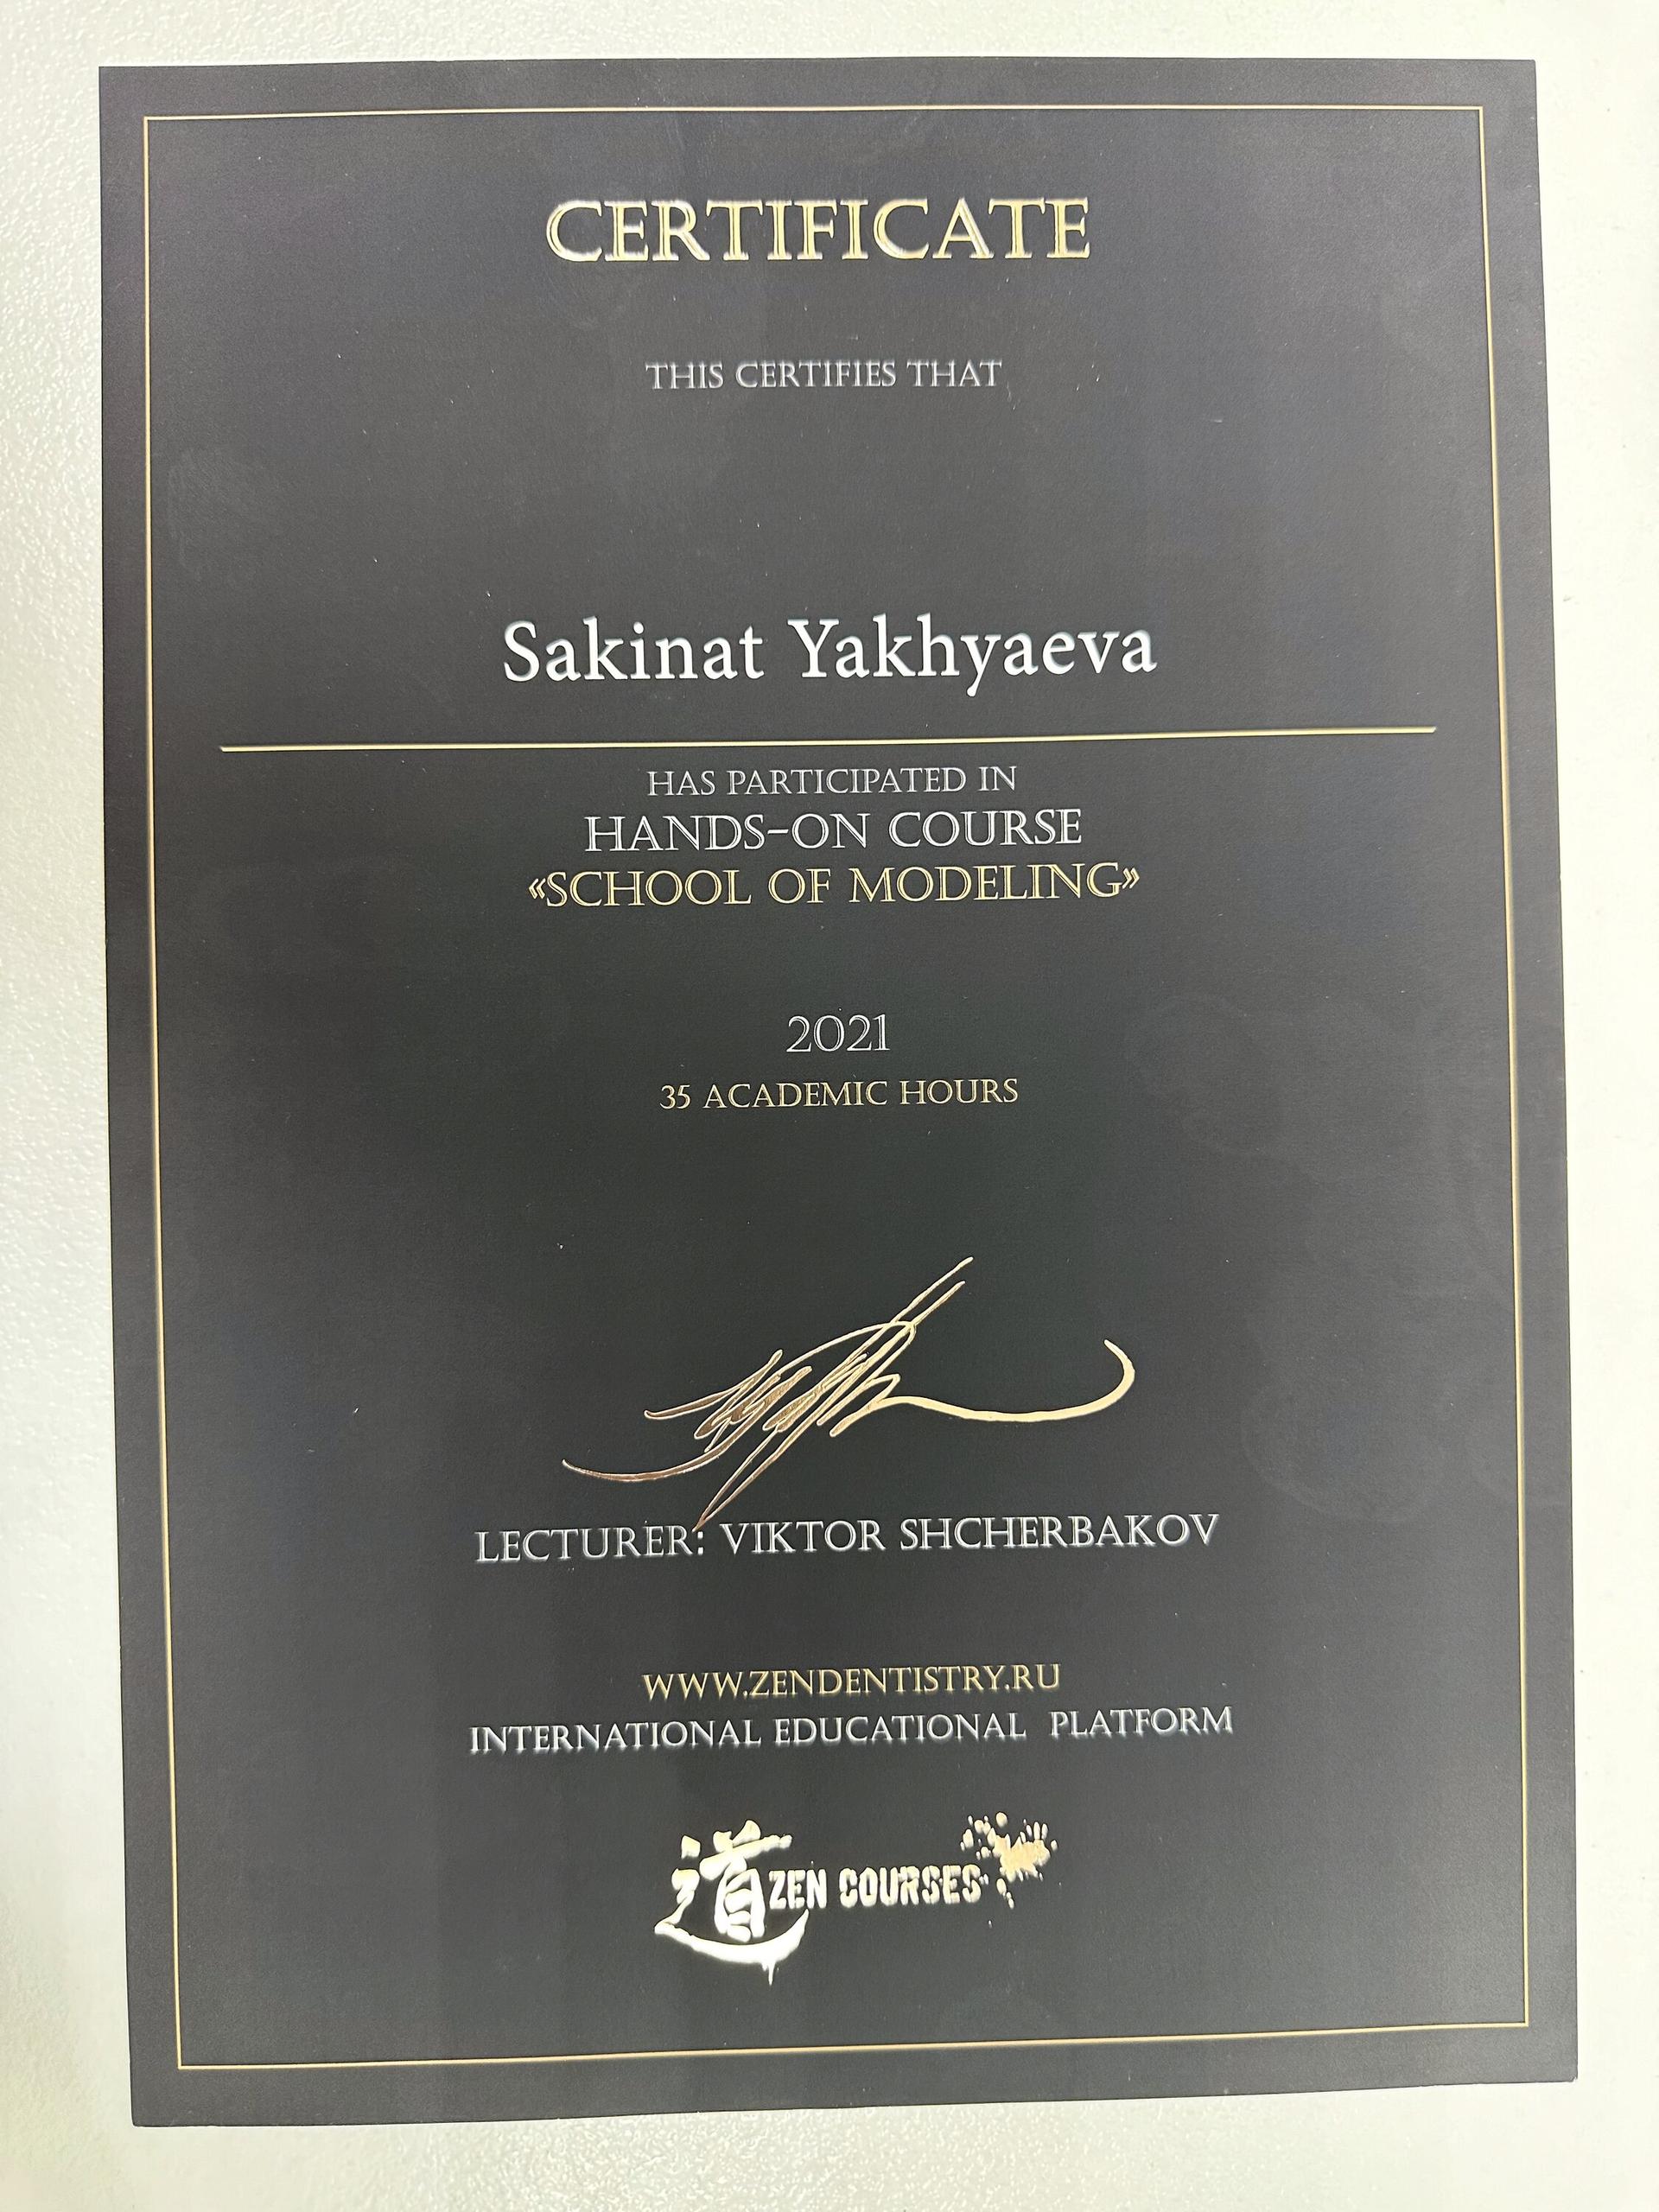 CERTIFICATE
THIS CERTIFIES THAT
Sakinat Yakhyaeva
HAS PARTICIPATED IN
HANDS-ON COURSE
«SCHOOL OF MODELING»
2021
35 ACADEMIC HOURS
LECTURER: VIKTOR SHCHERBAKOV
WWW.ZENDENTISTRY.RU
INTERNATIONAL EDUCATIONAL PLATFORM
道 ZEN COURSES